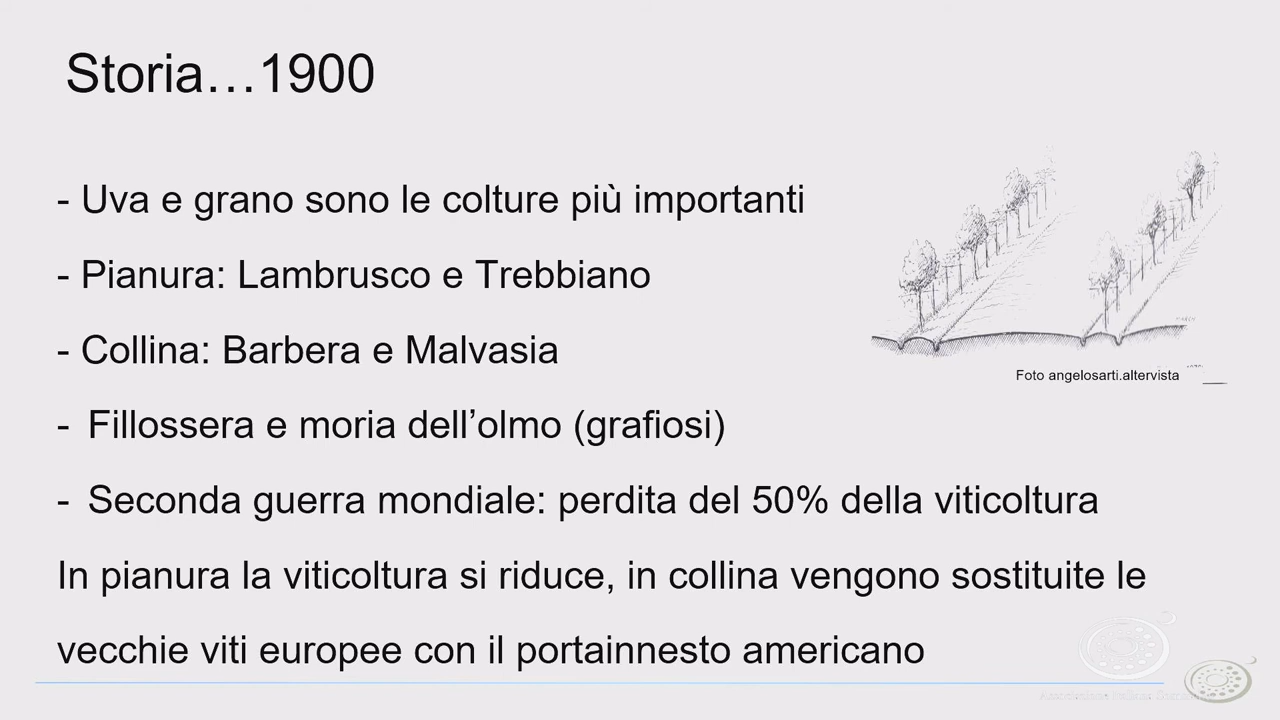 Storia…1900
- Uva e grano sono le colture più importanti
- Pianura: Lambrusco e Trebbiano
- Collina: Barbera e Malvasia
Foto angelosarti.altervista
- Fillossera e moria dell’olmo (grafiosi)
- Seconda guerra mondiale: perdita del 50% della viticoltura
In pianura la viticoltura si riduce, in collina vengono sostituite le
vecchie viti europee con il portainnesto americano